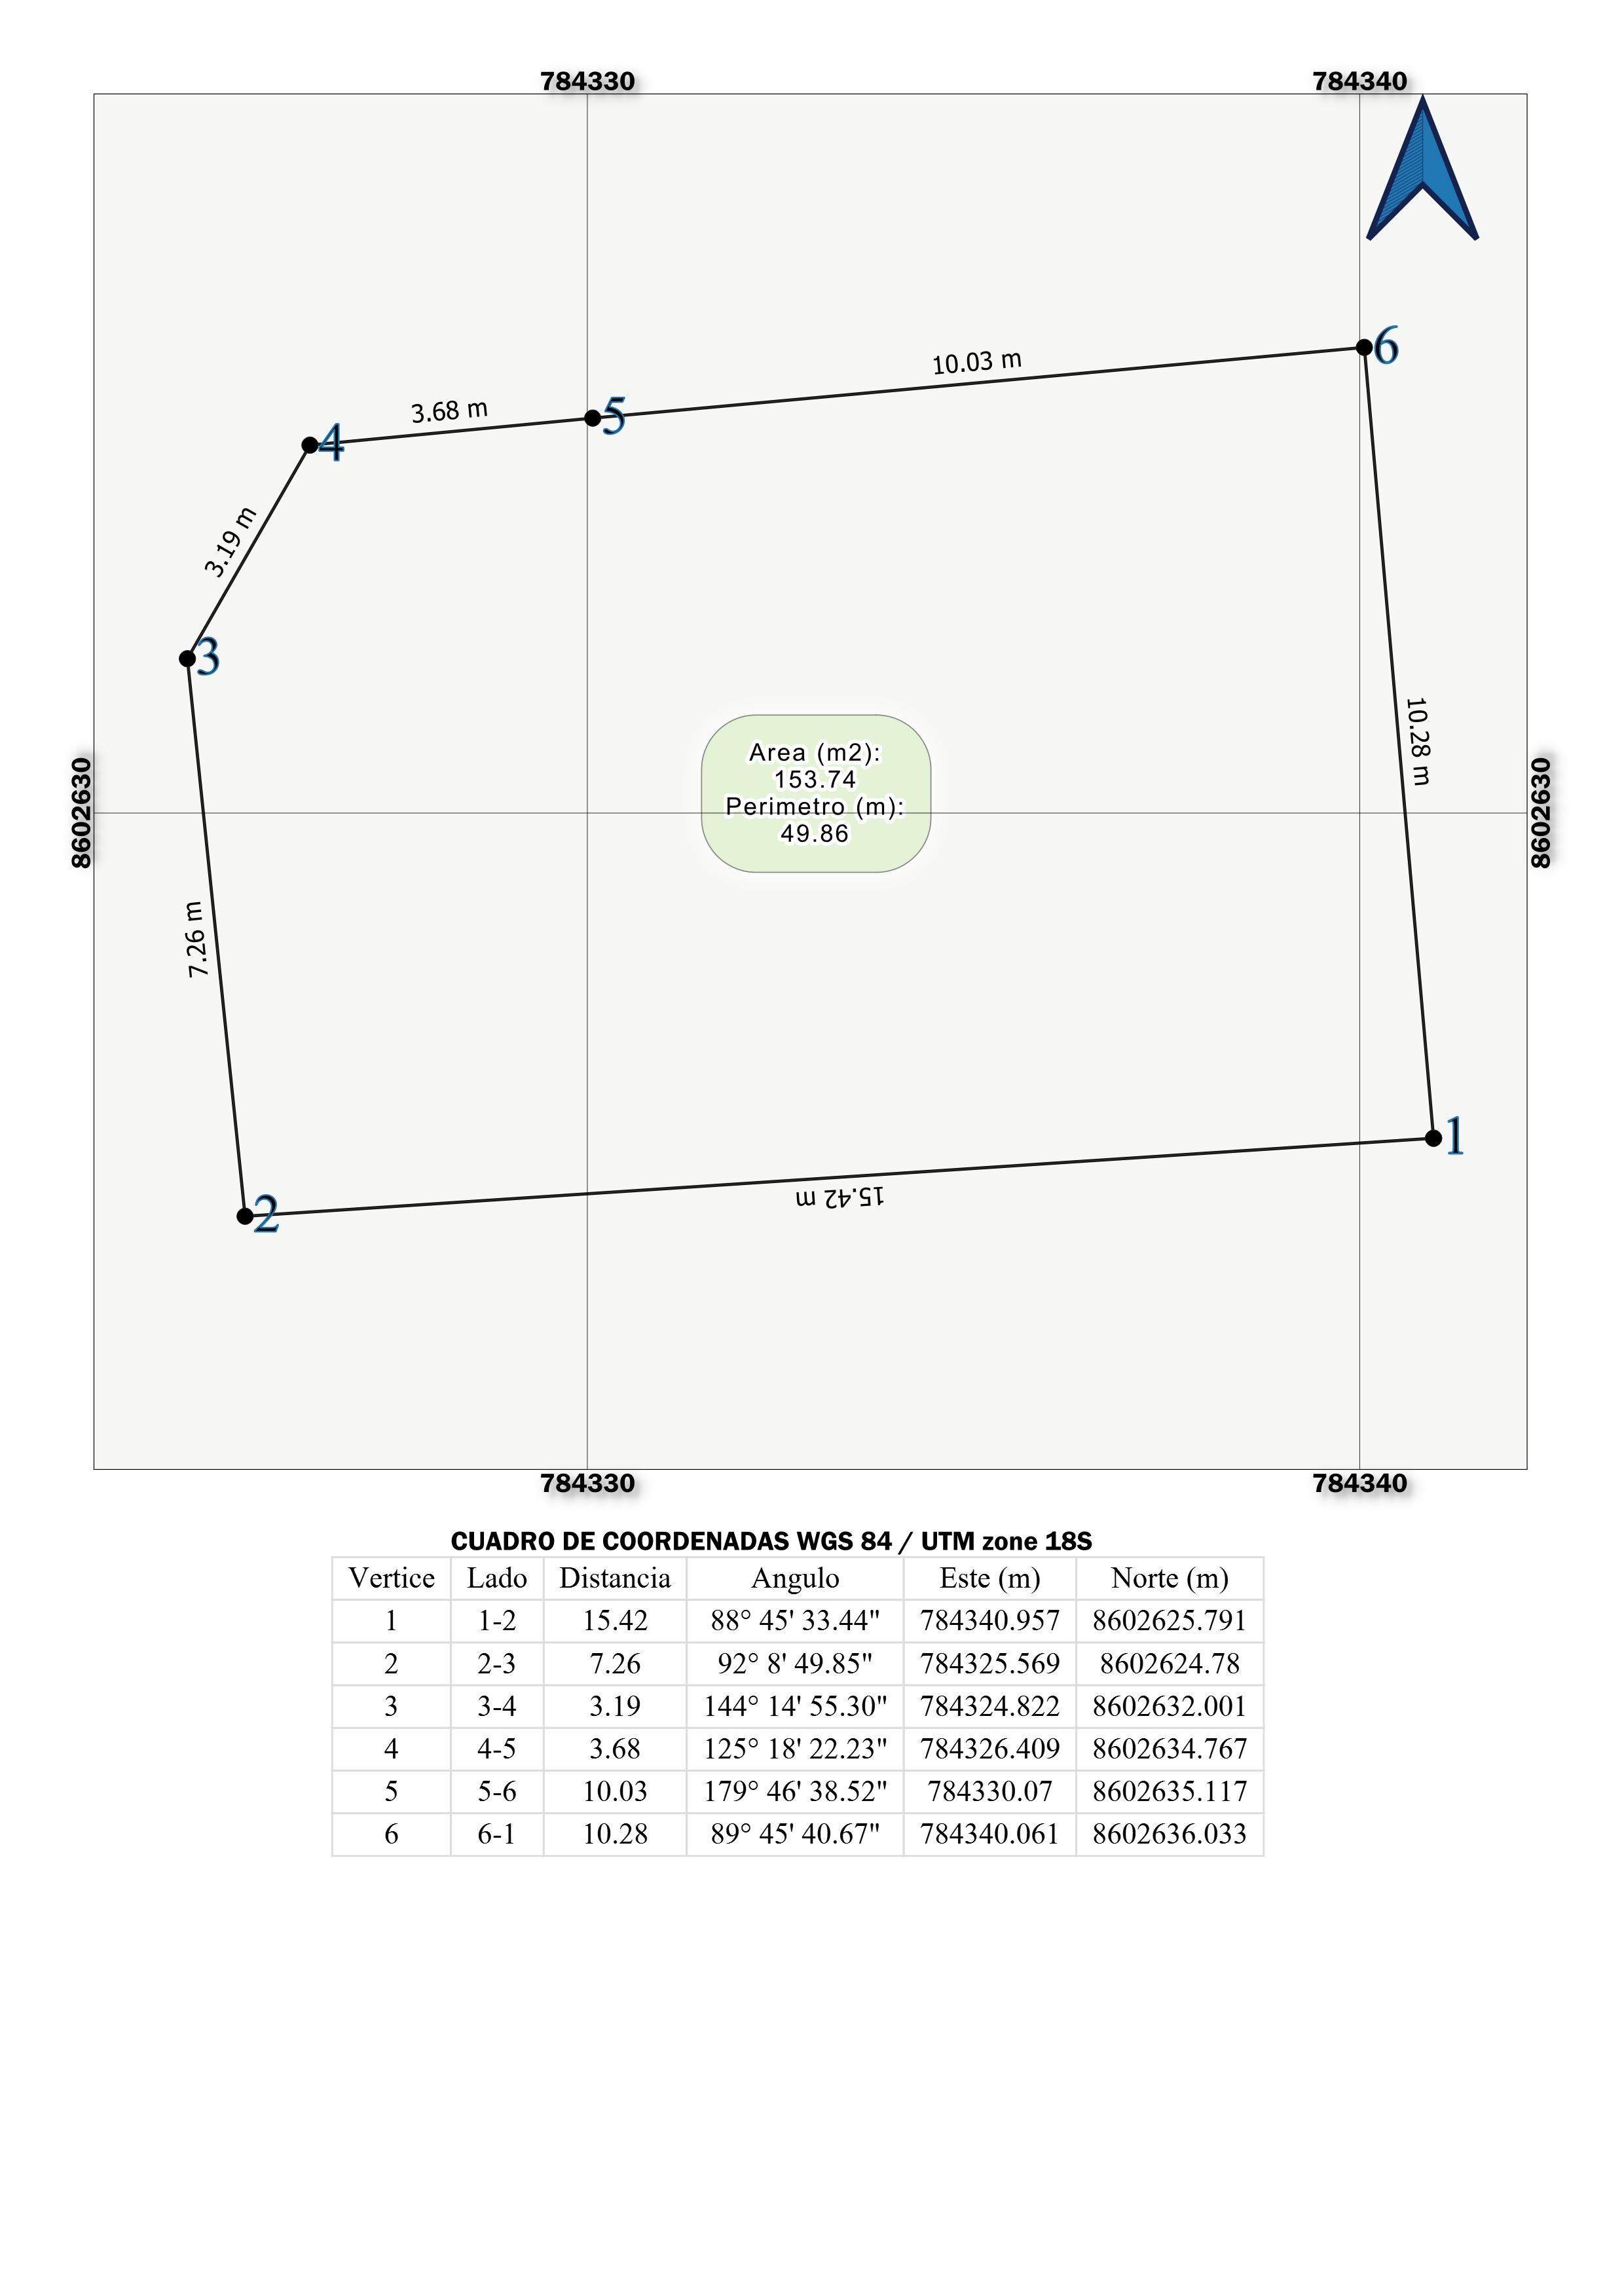 784330 784340
6
10.03 m
5
3.68 m
4
3.19 m
3
10.28 m
Area (m2):
153.74
Perimetro (m):
49.86
8602630 8602630
7.26 m
1
15.42 m
2
784330 784340
CUADRO DE COORDENADAS WGS 84 / UTM zone 18S
Vertice Lado Distancia Angulo Este (m) Norte (m)
1 1-2 15.42 88° 45' 33.44" 784340.957 8602625.791
2 2-3 7.26 92° 8' 49.85" 784325.569 8602624.78
3 3-4 3.19 144° 14' 55.30" 784324.822 8602632.001
4 4-5 3.68 125° 18' 22.23" 784326.409 8602634.767
5 5-6 10.03 179° 46' 38.52" 784330.07 8602635.117
6 6-1 10.28 89° 45' 40.67" 784340.061 8602636.033